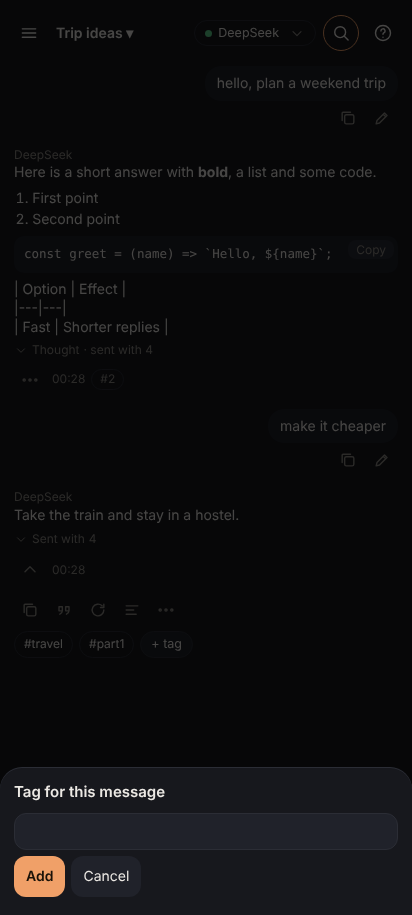 Trip ideas ▾
DeepSeek
hello, plan a weekend trip
DeepSeek
Here is a short answer with bold, a list and some code.
1. First point
2. Second point
const greet = (name) => `Hello, ${name}`;
Copy
| Option | Effect |
|---|---|
| Fast | Shorter replies |
Thought · sent with 4
00:28 #2
make it cheaper
DeepSeek
Take the train and stay in a hostel.
Sent with 4
00:28
#travel #part1 + tag
Tag for this message
Add Cancel